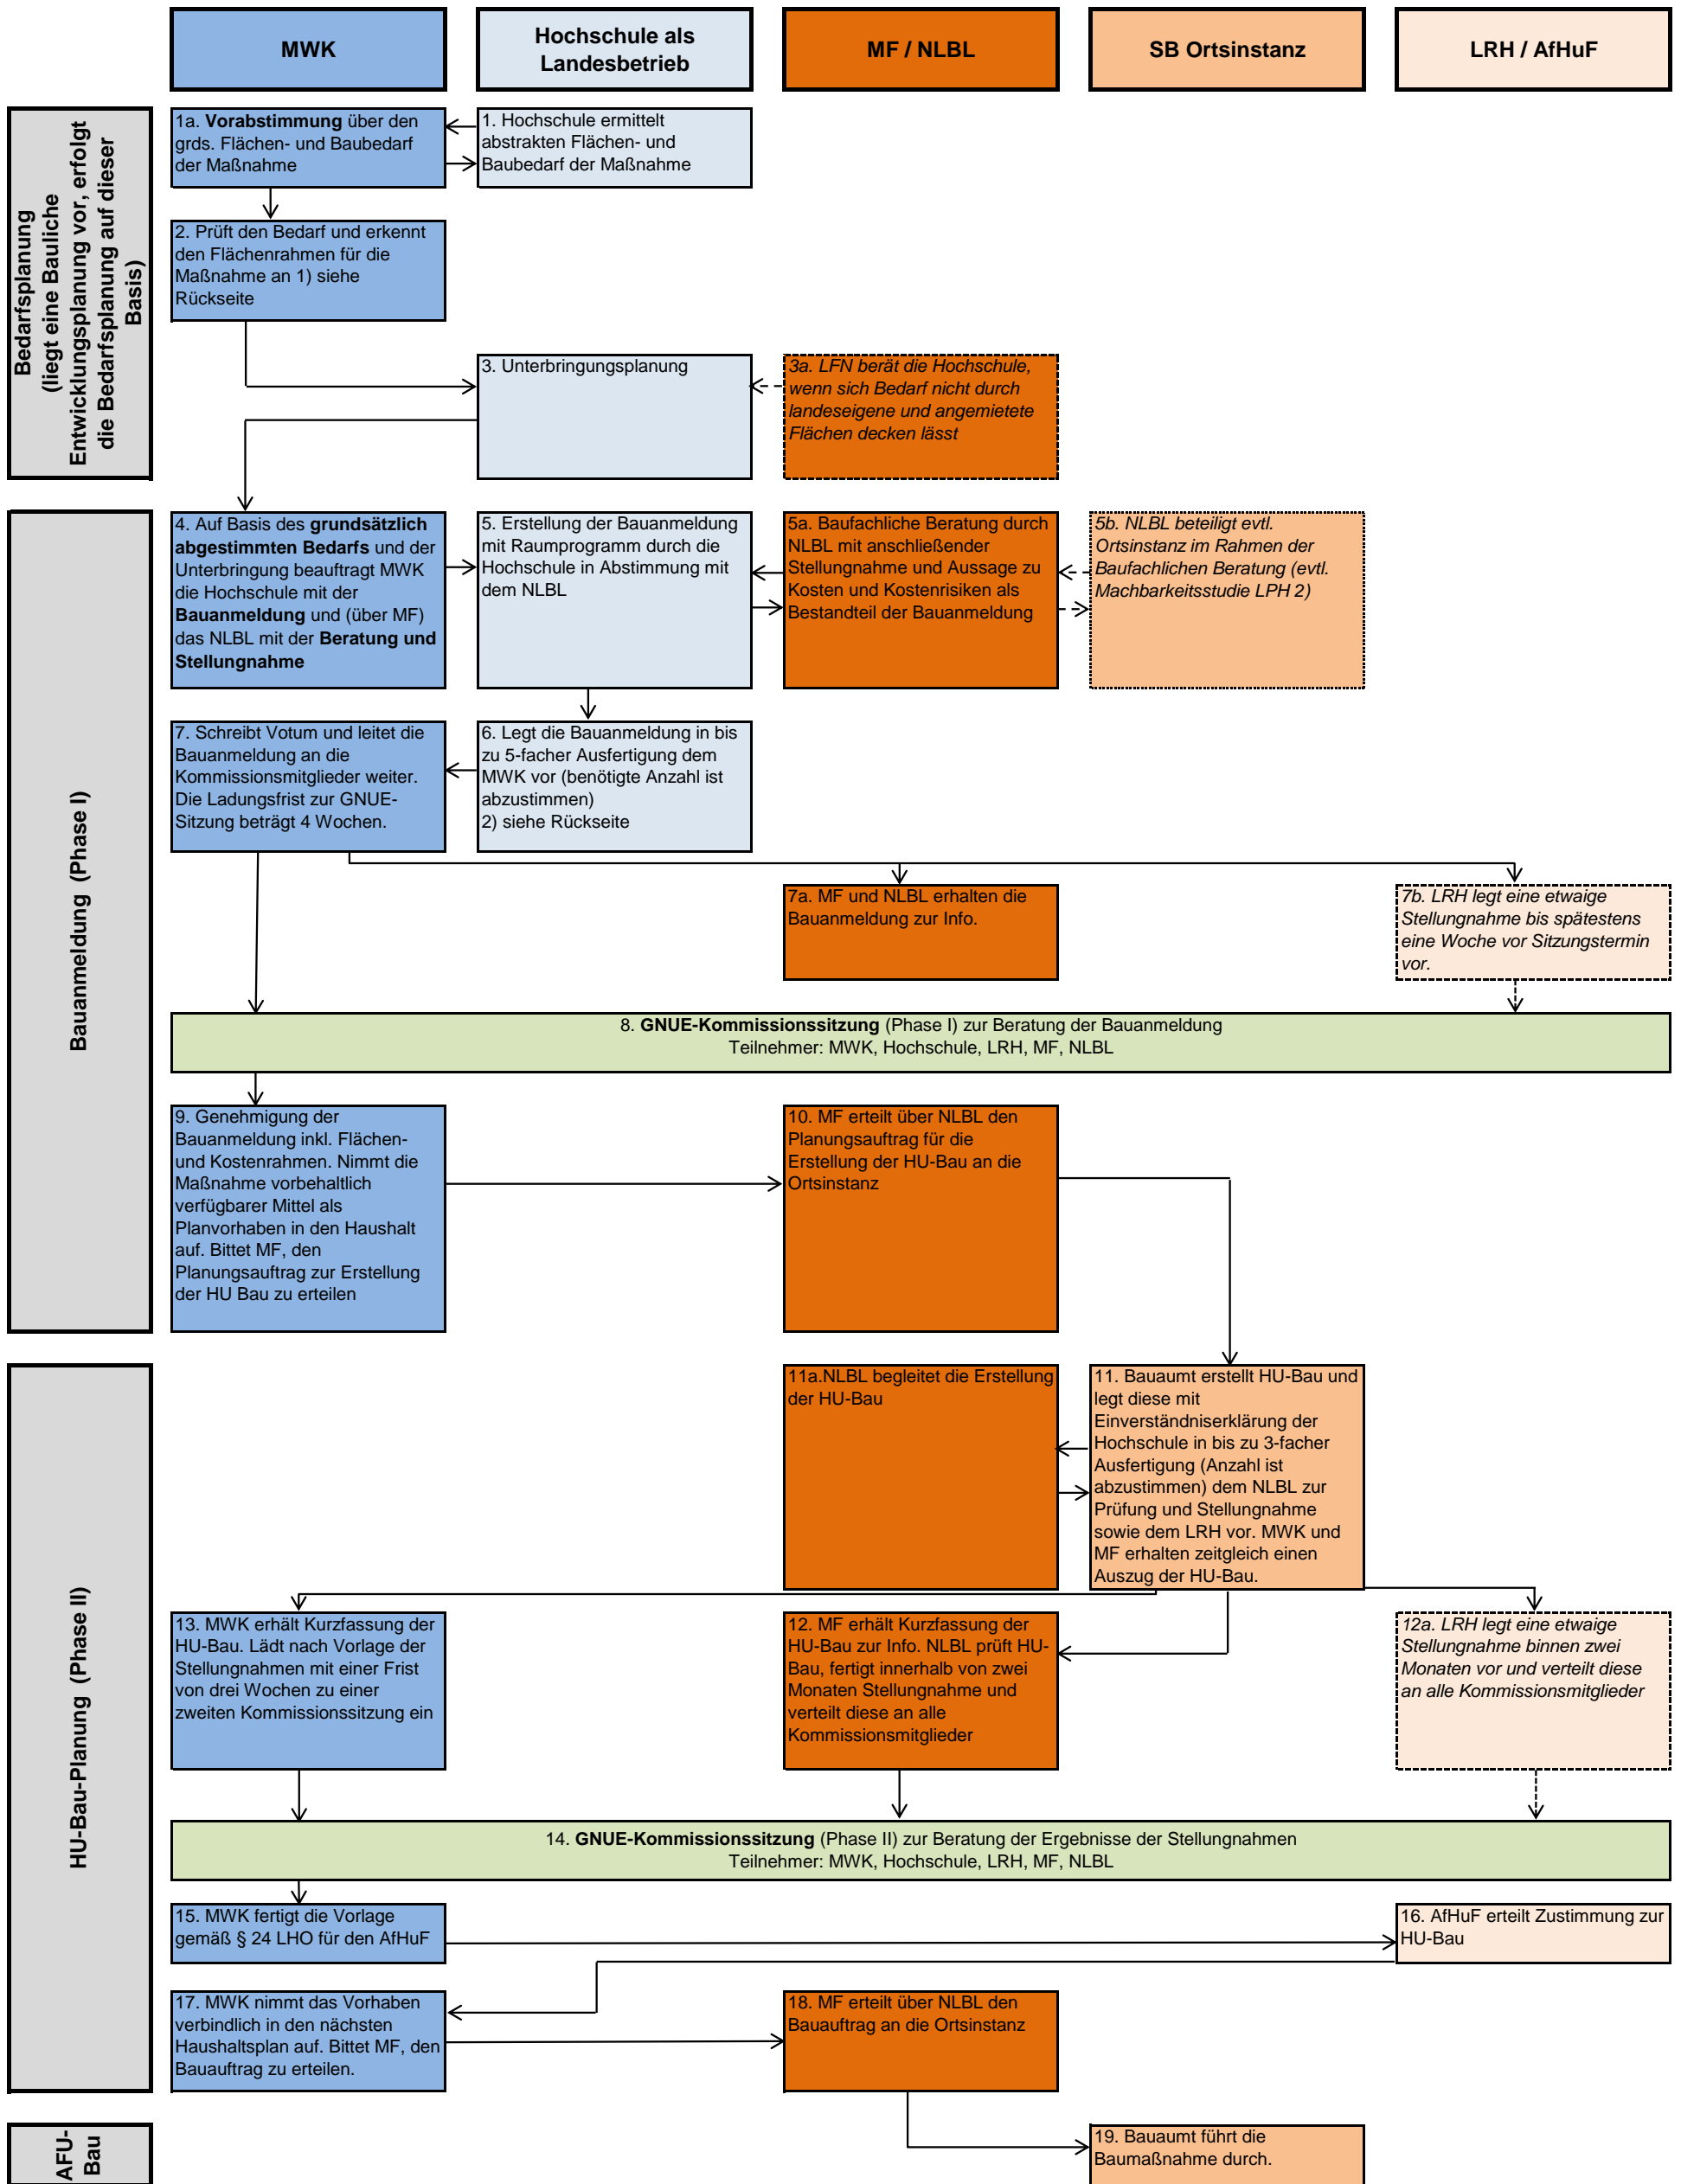 MWK
Hochschule als
Landesbetrieb
MF / NLBL
SB Ortsinstanz
LRH / AfHuF
Bedarfsplanung
(liegt eine Bauliche
Entwicklungsplanung vor, erfolgt
die Bedarfsplanung auf dieser
Basis)
1a. Vorabstimmung über den
grds. Flächen- und Baubedarf
der Maßnahme
1. Hochschule ermittelt
abstrakten Flächen- und
Baubedarf der Maßnahme
2. Prüft den Bedarf und erkennt
den Flächenrahmen für die
Maßnahme an 1) siehe
Rückseite
3. Unterbringungsplanung
3a. LFN berät die Hochschule,
wenn sich Bedarf nicht durch
landeseigene und angemietete
Flächen decken lässt
Bauanmeldung (Phase I)
4. Auf Basis des grundsätzlich
abgestimmten Bedarfs und der
Unterbringung beauftragt MWK
die Hochschule mit der
Bauanmeldung und (über MF)
das NLBL mit der Beratung und
Stellungnahme
5. Erstellung der Bauanmeldung
mit Raumprogramm durch die
Hochschule in Abstimmung mit
dem NLBL
5a. Baufachliche Beratung durch
NLBL mit anschließender
Stellungnahme und Aussage zu
Kosten und Kostenrisiken als
Bestandteil der Bauanmeldung
5b. NLBL beteiligt evtl.
Ortsinstanz im Rahmen der
Baufachlichen Beratung (evtl.
Machbarkeitsstudie LPH 2)
7. Schreibt Votum und leitet die
Bauanmeldung an die
Kommissionsmitglieder weiter.
Die Ladungsfrist zur GNUE-
Sitzung beträgt 4 Wochen.
6. Legt die Bauanmeldung in bis
zu 5-facher Ausfertigung dem
MWK vor (benötigte Anzahl ist
abzustimmen)
2) siehe Rückseite
7a. MF und NLBL erhalten die
Bauanmeldung zur Info.
7b. LRH legt eine etwaige
Stellungnahme bis spätestens
eine Woche vor Sitzungstermin
vor.
8. GNUE-Kommissionssitzung (Phase I) zur Beratung der Bauanmeldung
Teilnehmer: MWK, Hochschule, LRH, MF, NLBL
9. Genehmigung der
Bauanmeldung inkl. Flächen-
und Kostenrahmen. Nimmt die
Maßnahme vorbehaltlich
verfügbarer Mittel als
Planvorhaben in den Haushalt
auf. Bittet MF, den
Planungsauftrag zur Erstellung
der HU Bau zu erteilen
10. MF erteilt über NLBL den
Planungsauftrag für die
Erstellung der HU-Bau an die
Ortsinstanz
HU-Bau-Planung (Phase II)
11a.NLBL begleitet die Erstellung
der HU-Bau
11. Bauaumt erstellt HU-Bau und
legt diese mit
Einverständniserklärung der
Hochschule in bis zu 3-facher
Ausfertigung (Anzahl ist
abzustimmen) dem NLBL zur
Prüfung und Stellungnahme
sowie dem LRH vor. MWK und
MF erhalten zeitgleich einen
Auszug der HU-Bau.
13. MWK erhält Kurzfassung der
HU-Bau. Lädt nach Vorlage der
Stellungnahmen mit einer Frist
von drei Wochen zu einer
zweiten Kommissionssitzung ein
12. MF erhält Kurzfassung der
HU-Bau zur Info. NLBL prüft HU-
Bau, fertigt innerhalb von zwei
Monaten Stellungnahme und
verteilt diese an alle
Kommissionsmitglieder
12a. LRH legt eine etwaige
Stellungnahme binnen zwei
Monaten vor und verteilt diese
an alle Kommissionsmitglieder
14. GNUE-Kommissionssitzung (Phase II) zur Beratung der Ergebnisse der Stellungnahmen
Teilnehmer: MWK, Hochschule, LRH, MF, NLBL
15. MWK fertigt die Vorlage
gemäß § 24 LHO für den AfHuF
16. AfHuF erteilt Zustimmung zur
HU-Bau
17. MWK nimmt das Vorhaben
verbindlich in den nächsten
Haushaltsplan auf. Bittet MF, den
Bauauftrag zu erteilen.
18. MF erteilt über NLBL den
Bauauftrag an die Ortsinstanz
AFU-
Bau
19. Bauaumt führt die
Baumaßnahme durch.